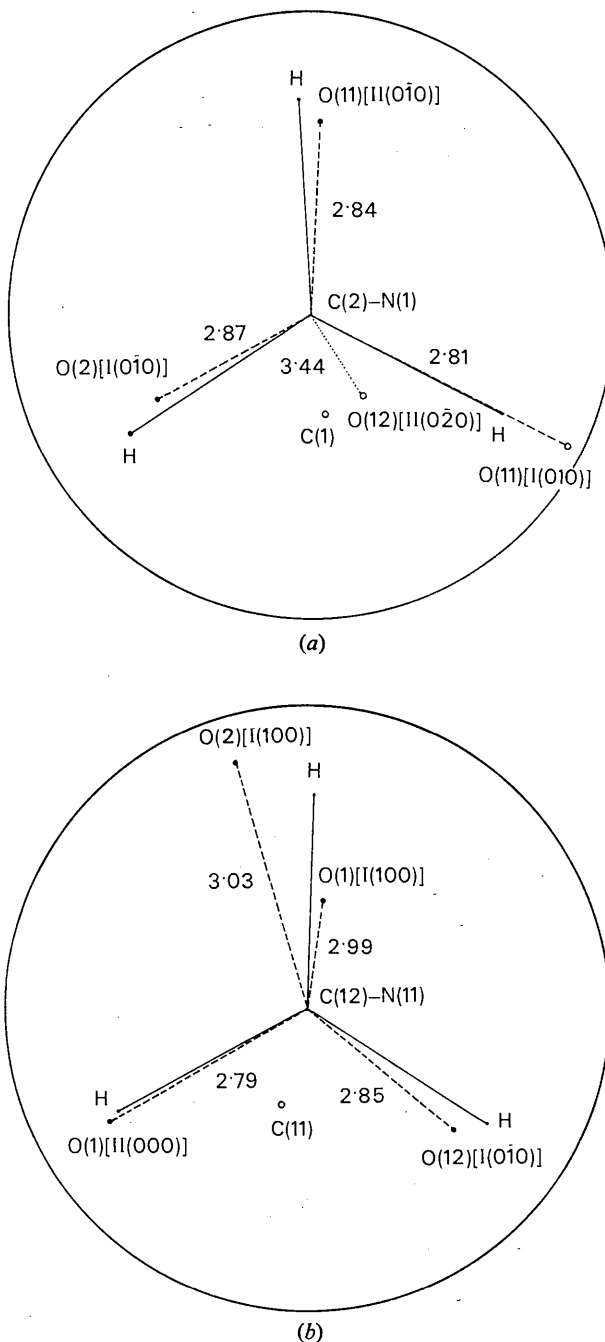 H
O(11)[II(01̄0)]
2·84
C(2)–N(1)
2·87
2·81
O(2)[I(01̄0)]
3·44
O(12)[II(02̄0)]
H
C(1)
H
O(11)[I(010)]
(a)
O(2)[I(100)]
H
3·03
O(1)[I(100)]
2·99
C(12)–N(11)
2·79
2·85
H
C(11)
H
O(1)[II(000)]
O(12)[I(01̄0)]
(b)